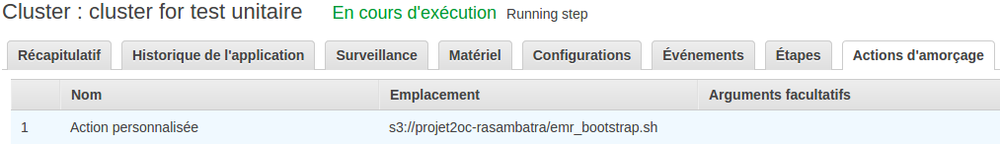 Cluster : cluster for test unitaire En cours d'exécution Running step
Récapitulatif Historique de l'application Surveillance Matériel Configurations Événements Étapes Actions d'amorçage
Nom Emplacement Arguments facultatifs
1 Action personnalisée s3://projet2oc-rasambatra/emr_bootstrap.sh